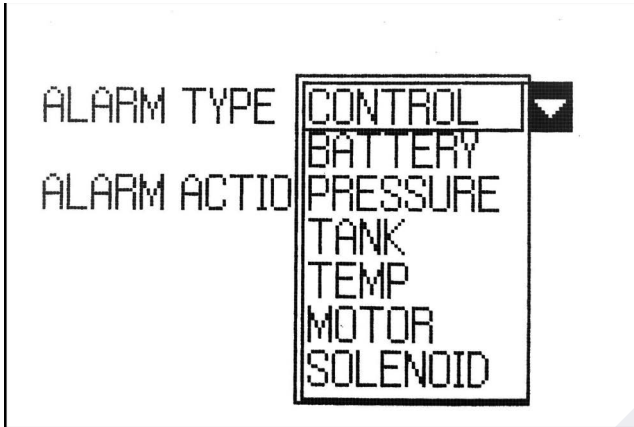 ALARM TYPE CONTROL
BATTERY
ALARM ACTIO PRESSURE
TANK
TEMP
MOTOR
SOLENOID